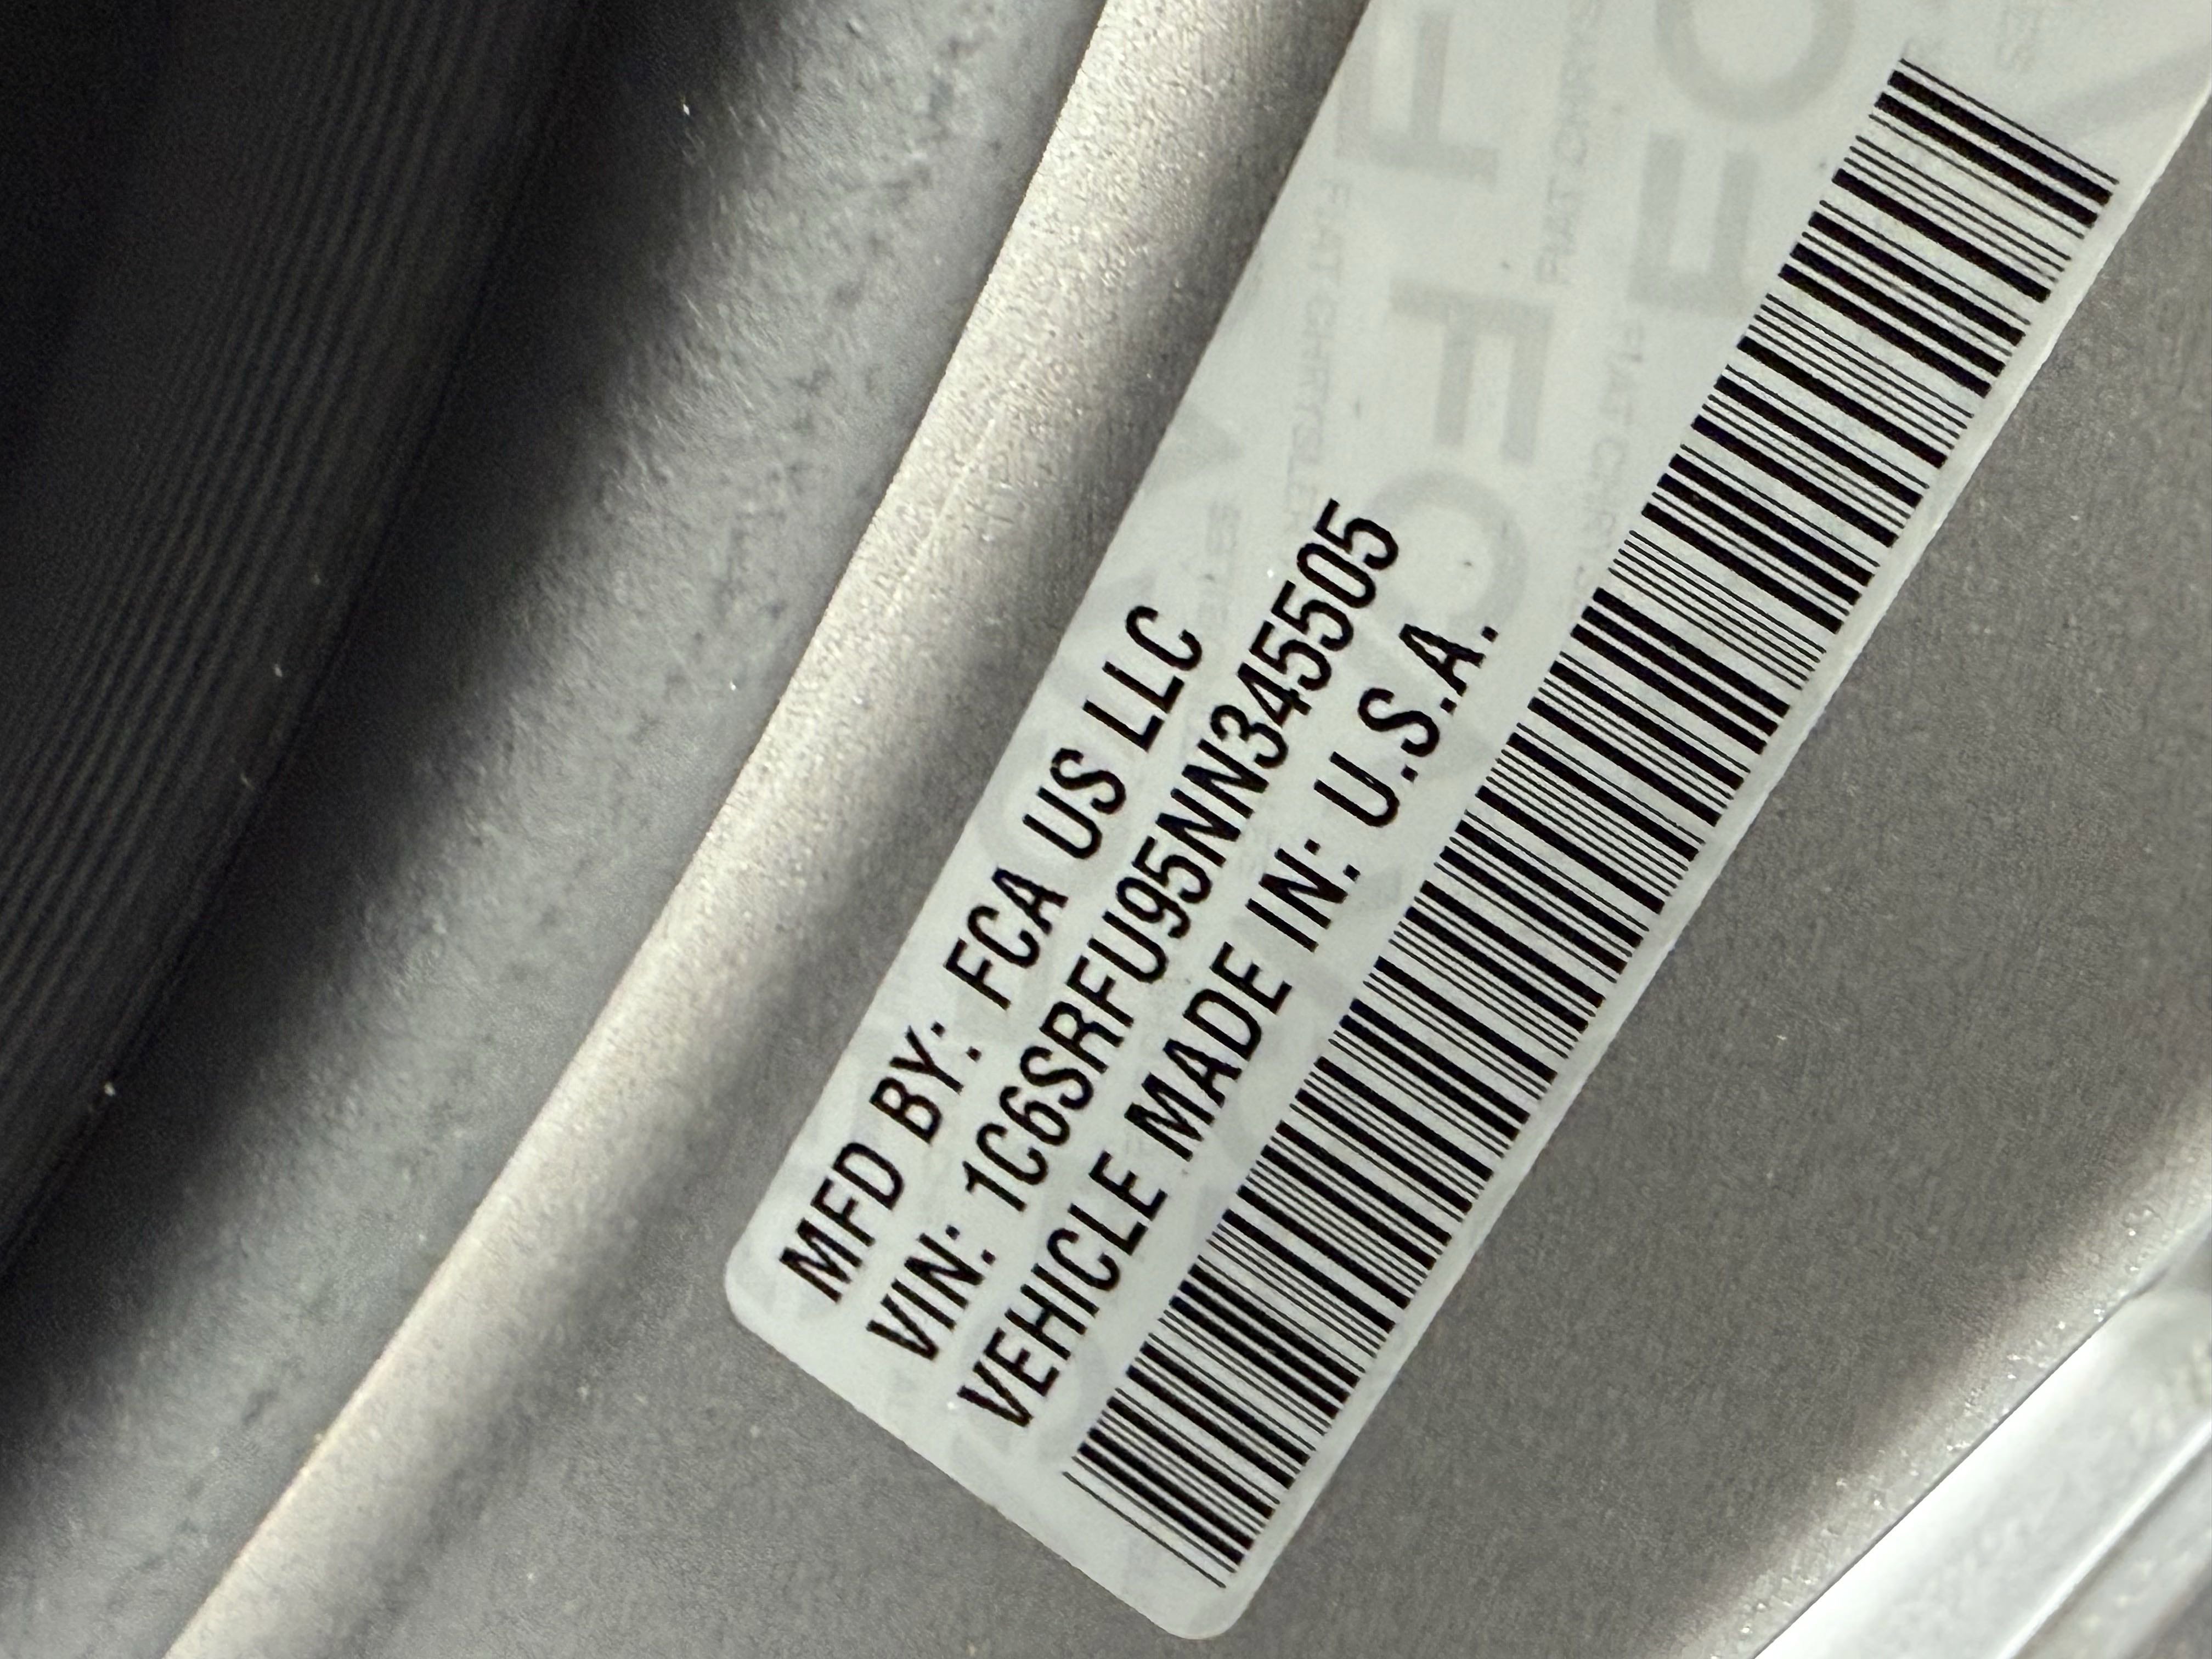 MFD BY: FCA US LLC
VIN: 1C6SRFU95NN345505
VEHICLE MADE IN: U.S.A.